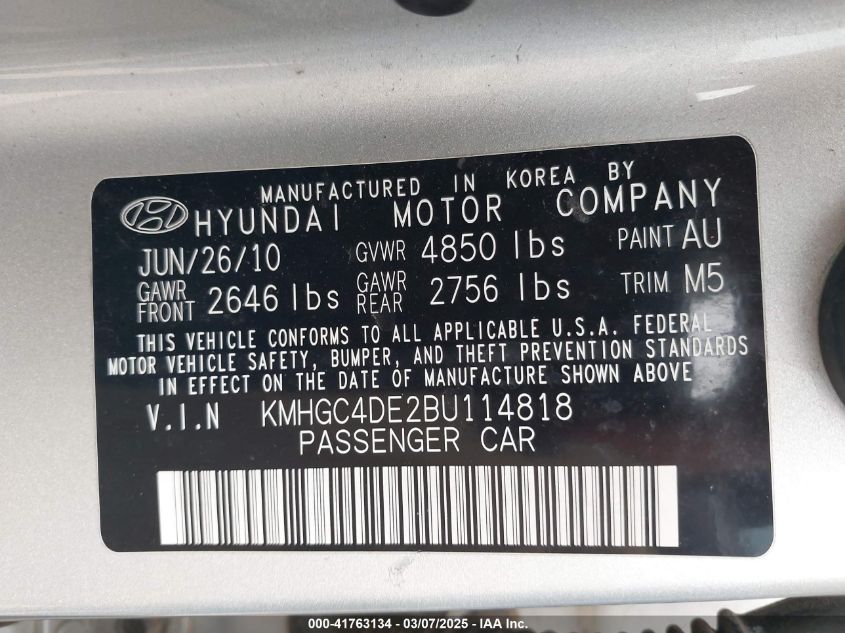 MANUFACTURED IN KOREA BY
HYUNDAI MOTOR COMPANY
JUN/26/10 GVWR 4850 lbs PAINT AU
GAWR FRONT 2646 lbs GAWR REAR 2756 lbs TRIM M5
THIS VEHICLE CONFORMS TO ALL APPLICABLE U.S.A. FEDERAL
MOTOR VEHICLE SAFETY, BUMPER, AND THEFT PREVENTION STANDARDS
IN EFFECT ON THE DATE OF MANUFACTURE SHOWN ABOVE
V.I.N KMHGC4DE2BU114818
PASSENGER CAR
000-41763134 - 03/07/2025 - IAAI.com